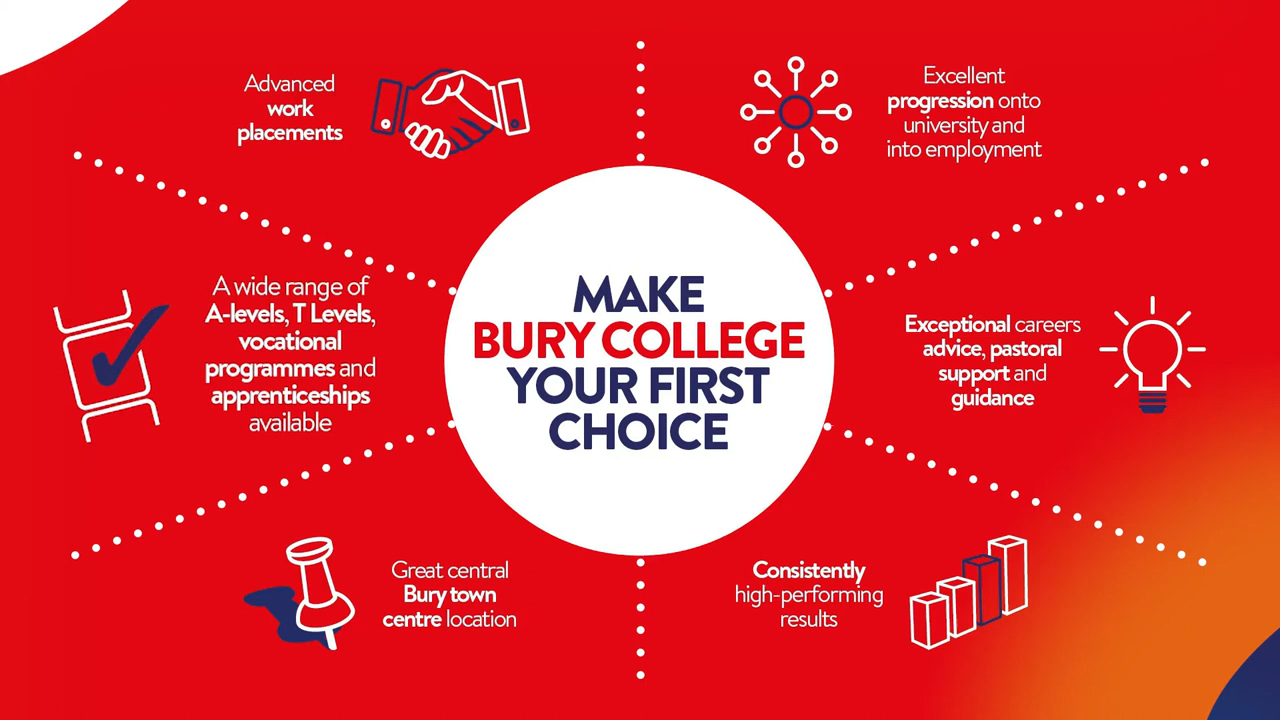 Advanced
work
placements
Excellent
progression onto
university and
into employment
A wide range of
A-levels, T Levels,
vocational
programmes and
apprenticeships
available
MAKE
BURY COLLEGE
YOUR FIRST
CHOICE
Exceptional careers
advice, pastoral
support and
guidance
Great central
Bury town
centre location
Consistently
high-performing
results